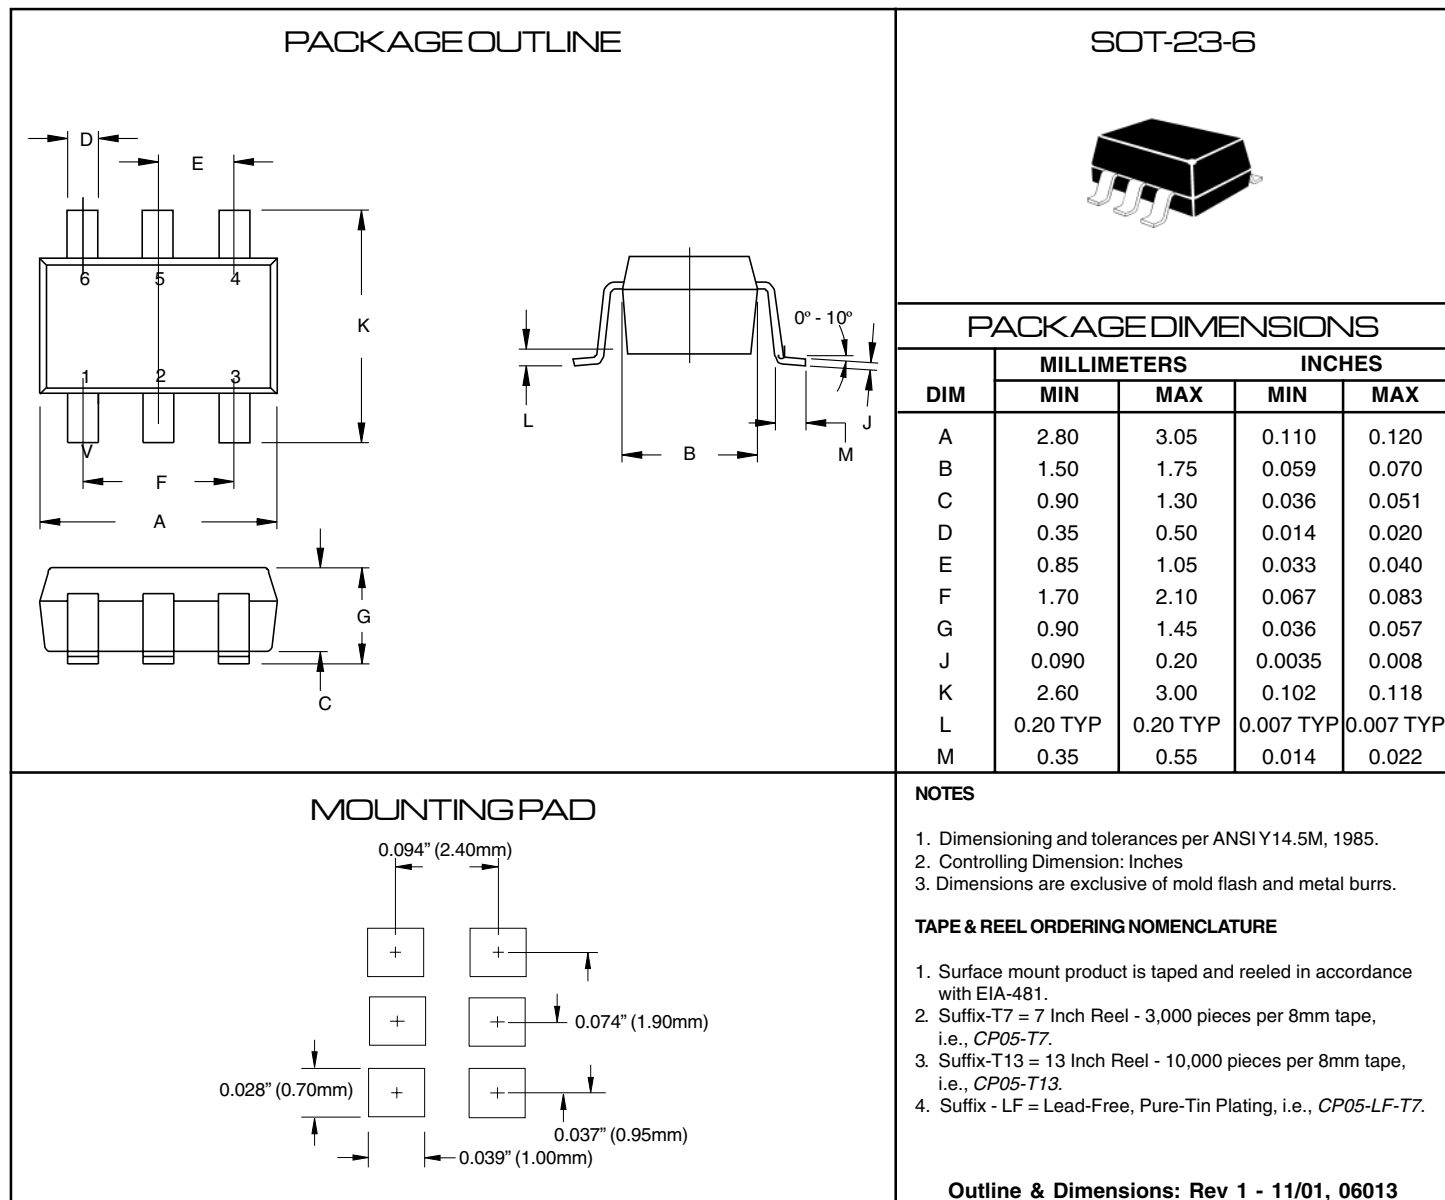 PACKAGE OUTLINE
D
E
6
5
4
K
1
2
3
V
F
A
G
C
0º - 10º
L
B
J
M
SOT-23-6
PACKAGE DIMENSIONS
MILLIMETERS INCHES
DIM MIN MAX MIN MAX
A 2.80 3.05 0.110 0.120
B 1.50 1.75 0.059 0.070
C 0.90 1.30 0.036 0.051
D 0.35 0.50 0.014 0.020
E 0.85 1.05 0.033 0.040
F 1.70 2.10 0.067 0.083
G 0.90 1.45 0.036 0.057
J 0.090 0.20 0.0035 0.008
K 2.60 3.00 0.102 0.118
L 0.20 TYP 0.20 TYP 0.007 TYP 0.007 TYP
M 0.35 0.55 0.014 0.022
MOUNTING PAD
0.094” (2.40mm)
0.074” (1.90mm)
0.028” (0.70mm)
0.037” (0.95mm)
0.039” (1.00mm)
NOTES
1. Dimensioning and tolerances per ANSI Y14.5M, 1985.
2. Controlling Dimension: Inches
3. Dimensions are exclusive of mold flash and metal burrs.
TAPE & REEL ORDERING NOMENCLATURE
1. Surface mount product is taped and reeled in accordance
with EIA-481.
2. Suffix-T7 = 7 Inch Reel - 3,000 pieces per 8mm tape,
i.e., CP05-T7.
3. Suffix-T13 = 13 Inch Reel - 10,000 pieces per 8mm tape,
i.e., CP05-T13.
4. Suffix - LF = Lead-Free, Pure-Tin Plating, i.e., CP05-LF-T7.
Outline & Dimensions: Rev 1 - 11/01, 06013